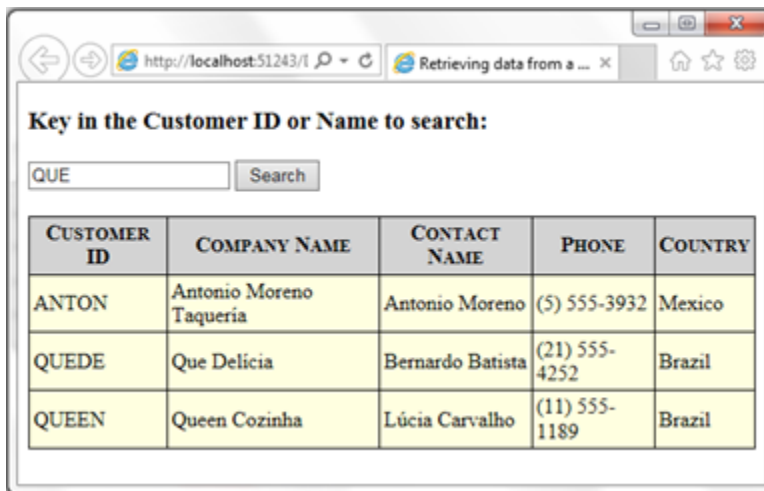 http://localhost:51243/
Retrieving data from a ...
Key in the Customer ID or Name to search:
QUE
Search
CUSTOMER ID COMPANY NAME CONTACT NAME PHONE COUNTRY
ANTON Antonio Moreno Taquería Antonio Moreno (5) 555-3932 Mexico
QUEDE Que Delícia Bernardo Batista (21) 555-4252 Brazil
QUEEN Queen Cozinha Lúcia Carvalho (11) 555-1189 Brazil